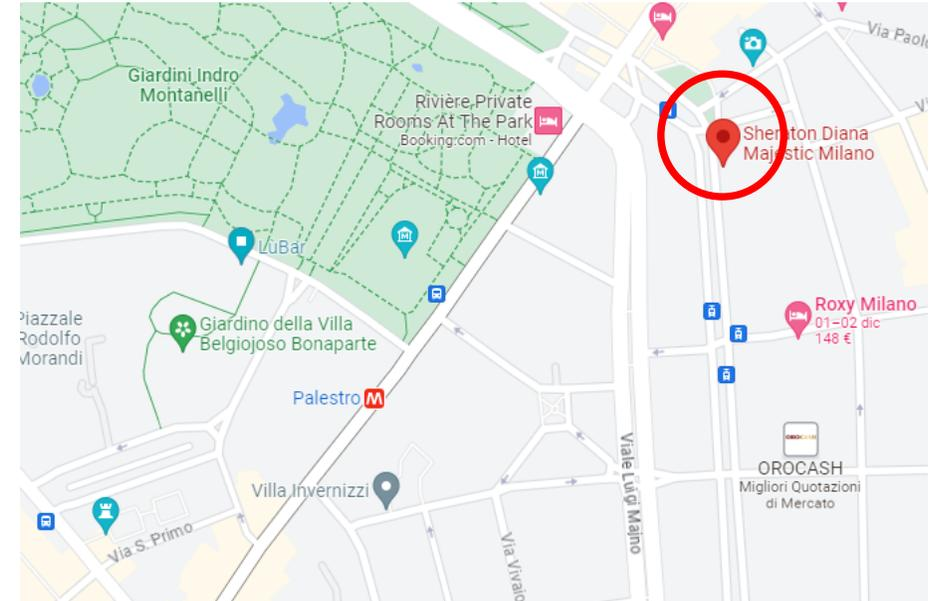 Via Paolo
Giardini Indro
Montanelli
Rivière Private
Rooms At The Park
Booking.com - Hotel
Sheraton Diana
Majestic Milano
LùBar
Roxy Milano
01–02 dic
148 €
Piazzale
Rodolfo
Morandi
Giardino della Villa
Belgiojoso Bonaparte
Palestro M
Viale Luigi Majno
OROCASH
Migliori Quotazioni
di Mercato
Villa Invernizzi
Via S. Primo
Via Vivaio